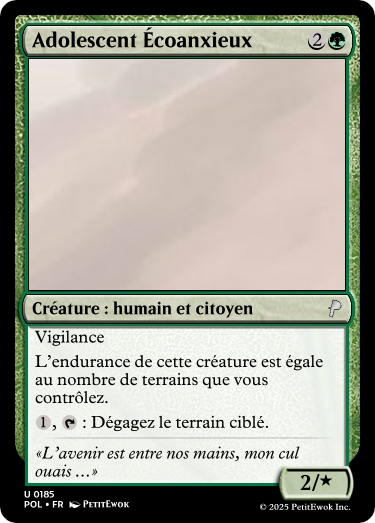 Adolescent Écoanxieux 2
Créature : humain et citoyen
Vigilance
L'endurance de cette créature est égale
au nombre de terrains que vous
contrôlez.
1, : Dégagez le terrain ciblé.
«L'avenir est entre nos mains, mon cul
ouais ...»
2/★
U 0185
POL • FR PETITEWOK
© 2025 PetitEwok Inc.